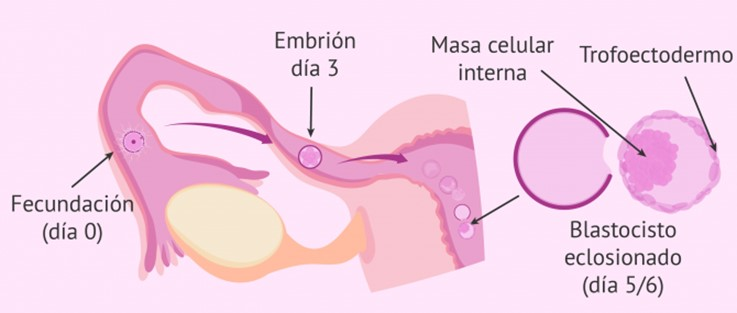 Embrión
día 3
Masa celular
interna
Trofoectodermo
Fecundación
(día 0)
Blastocisto
eclosionado
(día 5/6)